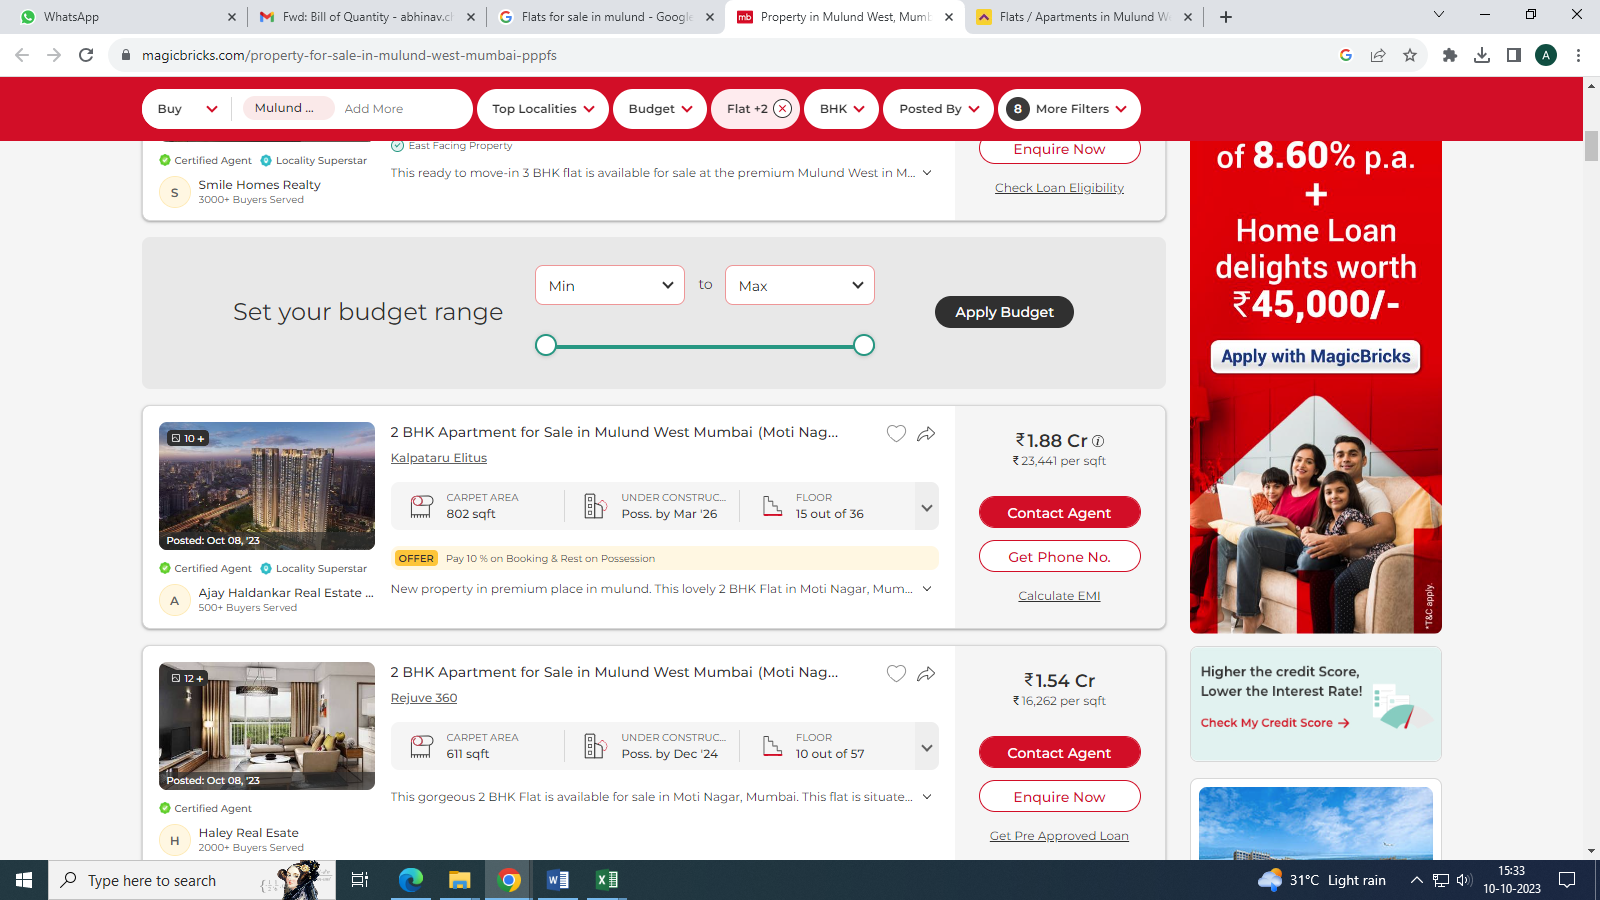 WhatsApp
Fwd: Bill of Quantity - abhinav.ch
Flats for sale in mulund - Google
mb Property in Mulund West, Mumb
Flats / Apartments in Mulund We
magicbricks.com/property-for-sale-in-mulund-west-mumbai-pppfs
A
Buy
Mulund ...
Add More
Top Localities
Budget
Flat +2
BHK
Posted By
8 More Filters
East Facing Property
Certified Agent Locality Superstar
This ready to move-in 3 BHK flat is available for sale at the premium Mulund West in M...
S
Smile Homes Realty
3000+ Buyers Served
Enquire Now
Check Loan Eligibility
Set your budget range
Min to Max
Apply Budget
10 +
Posted: Oct 08, '23
Certified Agent Locality Superstar
A
Ajay Haldankar Real Estate ...
500+ Buyers Served
2 BHK Apartment for Sale in Mulund West Mumbai (Moti Nag...
Kalpataru Elitus
CARPET AREA
802 sqft
UNDER CONSTRUC...
Poss. by Mar '26
FLOOR
15 out of 36
OFFER Pay 10 % on Booking & Rest on Possession
New property in premium place in mulund. This lovely 2 BHK Flat in Moti Nagar, Mum...
₹1.88 Cr
₹23,441 per sqft
Contact Agent
Get Phone No.
Calculate EMI
12 +
Posted: Oct 08, '23
Certified Agent
H
Haley Real Esate
2000+ Buyers Served
2 BHK Apartment for Sale in Mulund West Mumbai (Moti Nag...
Rejuve 360
CARPET AREA
611 sqft
UNDER CONSTRUC...
Poss. by Dec '24
FLOOR
10 out of 57
This gorgeous 2 BHK Flat is available for sale in Moti Nagar, Mumbai. This flat is situate...
₹1.54 Cr
₹16,262 per sqft
Contact Agent
Enquire Now
Get Pre Approved Loan
of 8.60% p.a.
+
Home Loan
delights worth
₹45,000/-
Apply with MagicBricks
*T&C apply.
Higher the credit Score,
Lower the Interest Rate!
Check My Credit Score →
Type here to search
31°C Light rain
15:33
10-10-2023